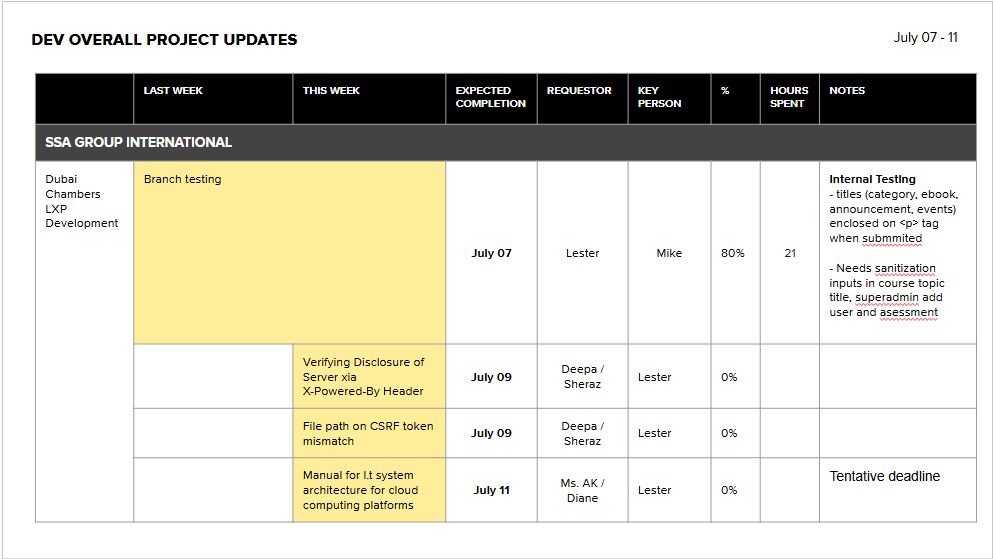 DEV OVERALL PROJECT UPDATES
July 07 - 11
LAST WEEK
THIS WEEK
EXPECTED
COMPLETION
REQUESTOR
KEY
PERSON
%
HOURS
SPENT
NOTES
SSA GROUP INTERNATIONAL
Dubai
Chambers
LXP
Development
Branch testing
July 07
Lester
Mike
80%
21
Internal Testing
- titles (category, ebook,
announcement, events)
enclosed on <p> tag
when submmited
- Needs sanitization
inputs in course topic
title, superadmin add
user and asessment
Verifying Disclosure of
Server xia
X-Powered-By Header
July 09
Deepa /
Sheraz
Lester
0%
File path on CSRF token
mismatch
July 09
Deepa /
Sheraz
Lester
0%
Manual for I.t system
architecture for cloud
computing platforms
July 11
Ms. AK /
Diane
Lester
0%
Tentative deadline